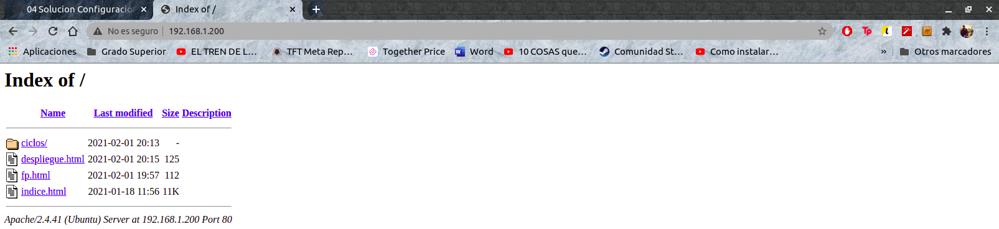 04 Solucion Configuración
Index of /
No es seguro 192.168.1.200
Aplicaciones Grado Superior EL TREN DE L… TFT Meta Rep… Together Price Word 10 COSAS que… Comunidad St… Como instalar… » Otros marcadores
Index of /
Name Last modified Size Description
ciclos/ 2021-02-01 20:13 -
despliegue.html 2021-02-01 20:15 125
fp.html 2021-02-01 19:57 112
indice.html 2021-01-18 11:56 11K
Apache/2.4.41 (Ubuntu) Server at 192.168.1.200 Port 80